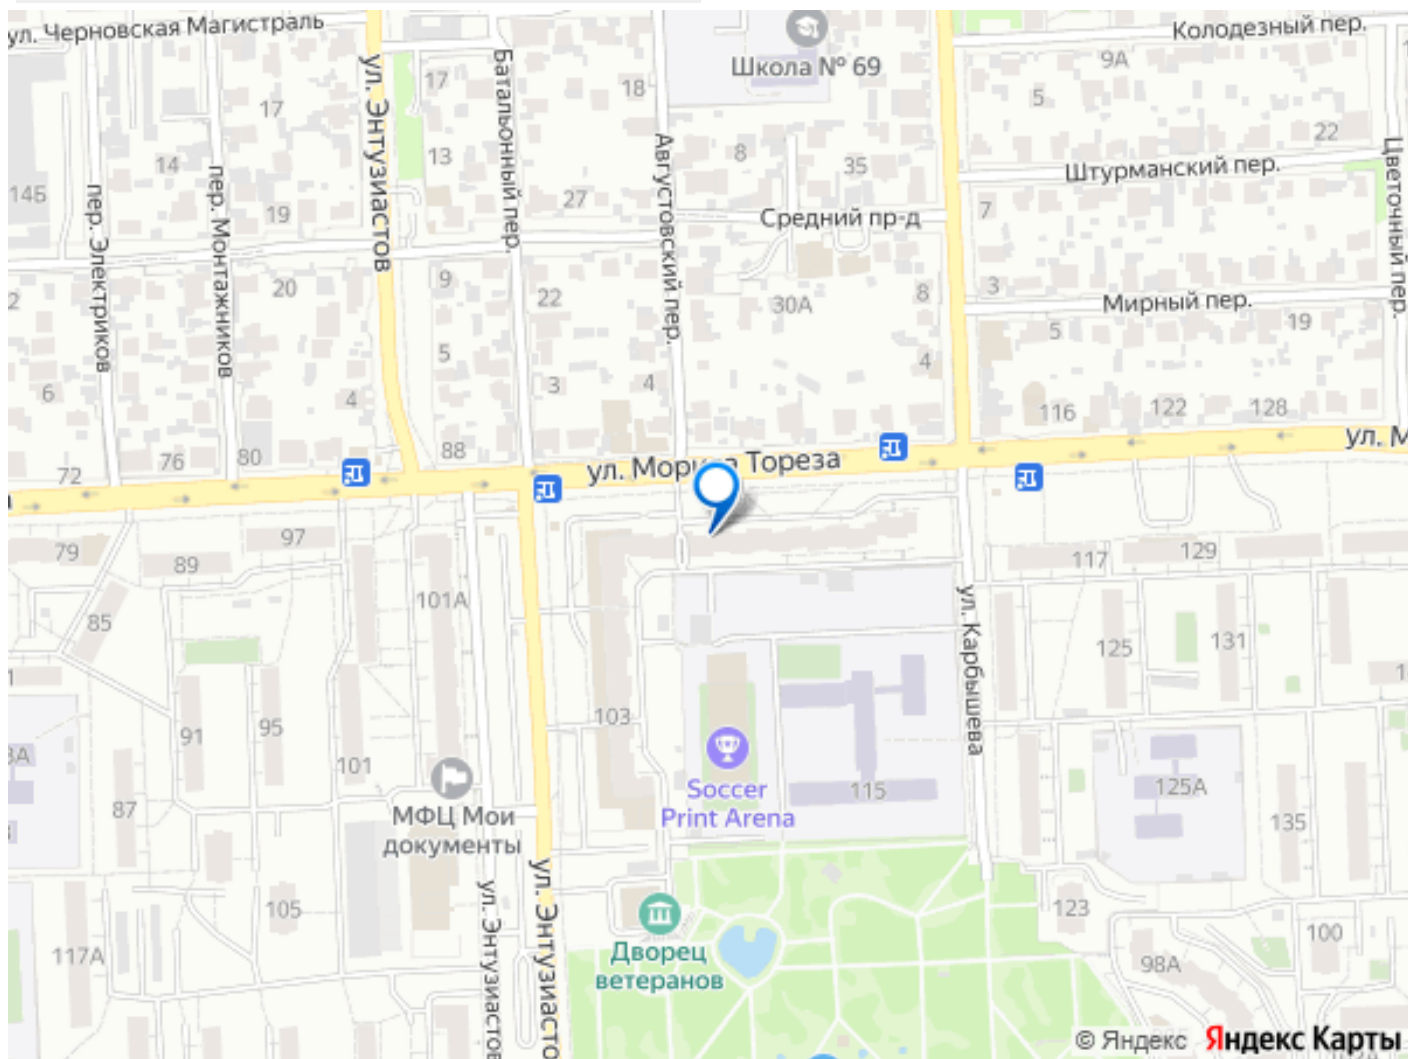 ул. Черновская Магистраль
Колодезный пер.
Школа № 69
9А
17
5
17
18
22
ул. Энтузиастов
Батальонный пер.
Августовский пер.
Цветочный пер.
14
13
8
35
Штурманский пер.
14Б
пер. Электриков
пер. Монтажников
19
27
Средний пр-д
7
9
20
22
30А
8
3
Мирный пер.
2
5
19
5
4
6
4
3
4
116
122
128
72
76
80
88
ул. М
ул. Мор
Тореза
79
89
97
117
129
101А
85
ул. Карбышева
125
131
1
91
95
103
3А
101
Soccer
Print Arena
115
125А
87
МФЦ Мои
документы
135
ул. Энтузиастов
ул. Энтузиасто
105
123
Дворец
ветеранов
117А
98А
100
© Яндекс
Яндекс Карты